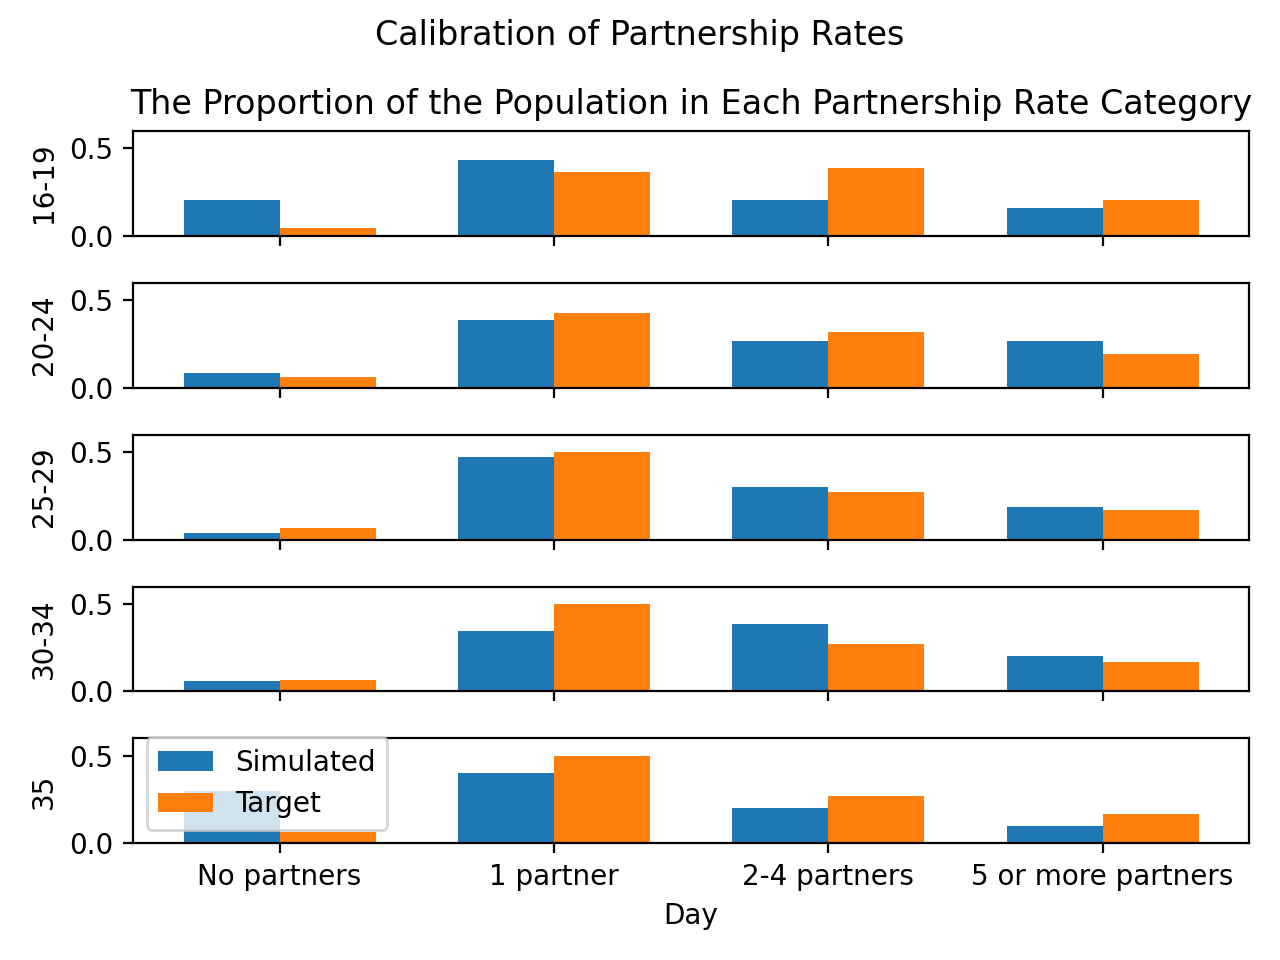 Calibration of Partnership Rates
The Proportion of the Population in Each Partnership Rate Category
16-19
0.5
0.0
20-24
0.5
0.0
25-29
0.5
0.0
30-34
0.5
0.0
35
0.5
0.0
Simulated
Target
No partners 1 partner 2-4 partners 5 or more partners
Day